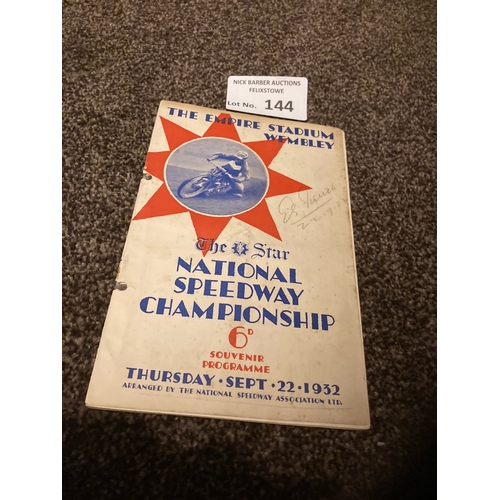 NICK BARBER AUCTIONS
FELIXSTOWE
Lot No. 144
THE EMPIRE STADIUM
WEMBLEY
The Star
NATIONAL
SPEEDWAY
CHAMPIONSHIP
6D
SOUVENIR
PROGRAMME
THURSDAY · SEPT · 22 · 1932
ARRANGED BY THE NATIONAL SPEEDWAY ASSOCIATION LTD.